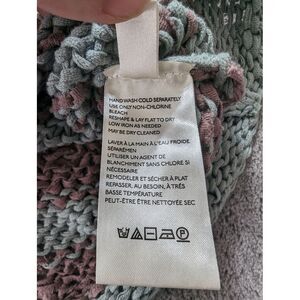 HAND WASH COLD SEPARATELY
USE ONLY NON-CHLORINE
BLEACH
RESHAPE & LAY FLAT TO DRY
LOW IRON AS NEEDED
MAY BE DRY CLEANED
LAVER À LA MAIN À L'EAU FROIDE
SÉPARÉMEN
UTILISER UN AGENT DE
BLANCHIMENT SANS CHLORE SI
NÉCESSAIRE
REMODELER ET SÉCHER À PLAT
REPASSER, AU BESOIN, À TRÈS
BASSE TEMPÉRATURE
PEUT-ÊTRE ÊTRE NETTOYÉE SEC
P